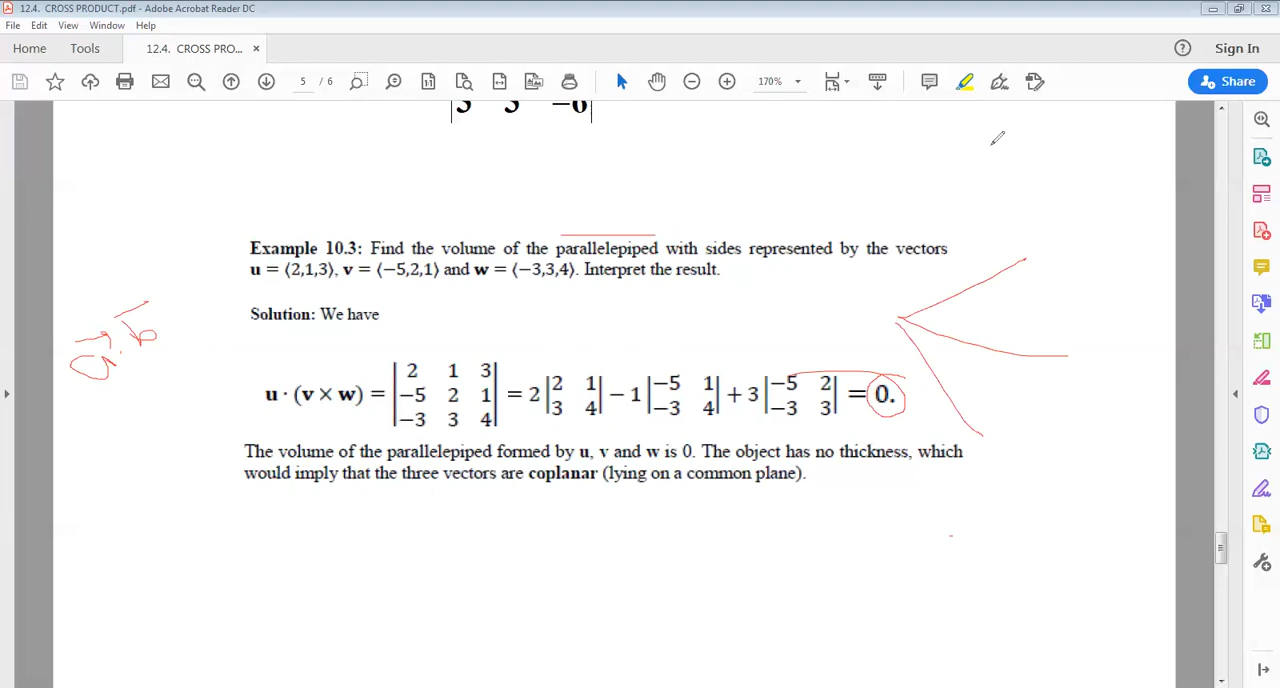 12.4. CROSS PRODUCT.pdf - Adobe Acrobat Reader DC
File Edit View Window Help
Home Tools 12.4. CROSS PRO... × Sign In
5 / 6 170% Share
3 3 −6
Example 10.3: Find the volume of the parallelepiped with sides represented by the vectors
u = ⟨2,1,3⟩, v = ⟨−5,2,1⟩ and w = ⟨−3,3,4⟩. Interpret the result.
Solution: We have
a · b
u · (v × w) = | 2 1 3 | −5 2 1 | −3 3 4 | = 2 | 2 1 | 3 4 | − 1 | −5 1 | −3 4 | + 3 | −5 2 | −3 3 | = 0.
The volume of the parallelepiped formed by u, v and w is 0. The object has no thickness, which
would imply that the three vectors are coplanar (lying on a common plane).